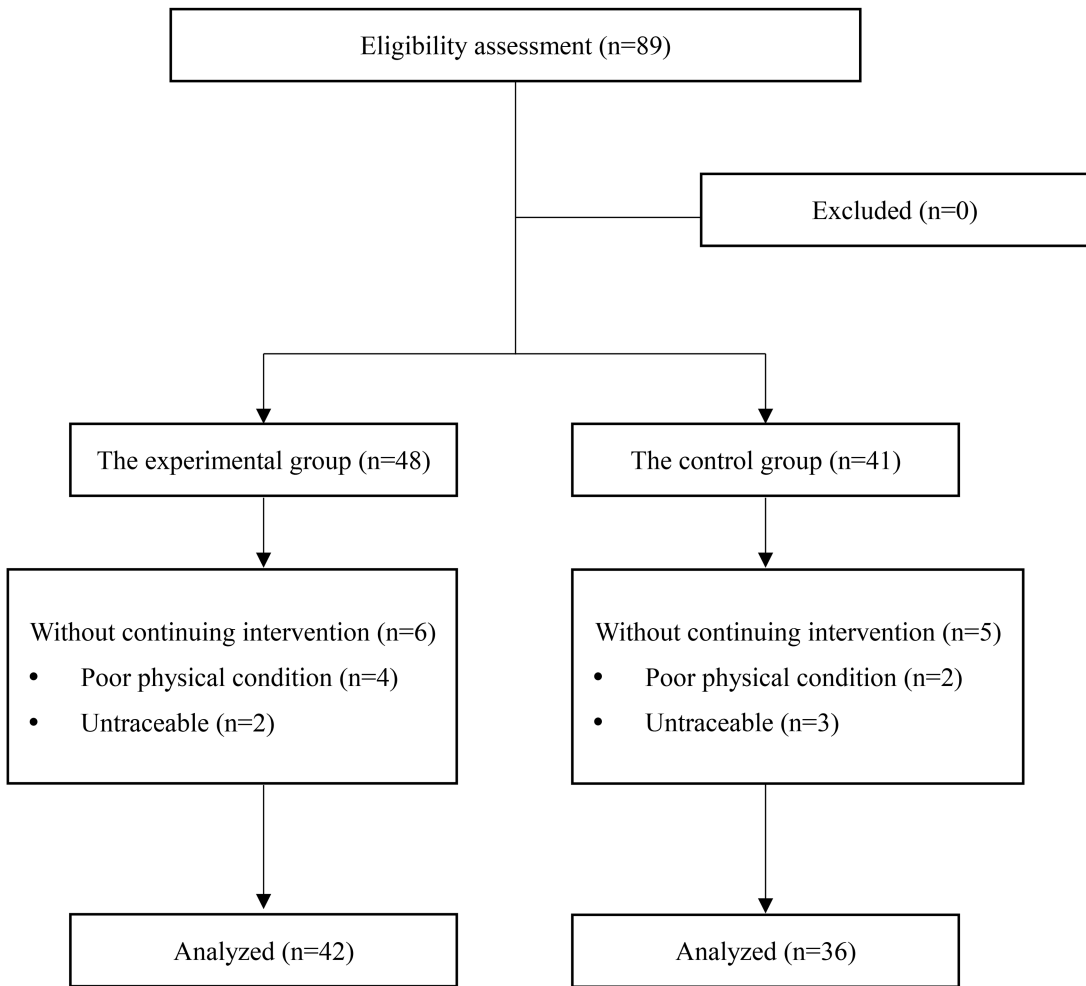 Eligibility assessment (n=89)
Excluded (n=0)
The experimental group (n=48)
The control group (n=41)
Without continuing intervention (n=6)
• Poor physical condition (n=4)
• Untraceable (n=2)
Without continuing intervention (n=5)
• Poor physical condition (n=2)
• Untraceable (n=3)
Analyzed (n=42)
Analyzed (n=36)